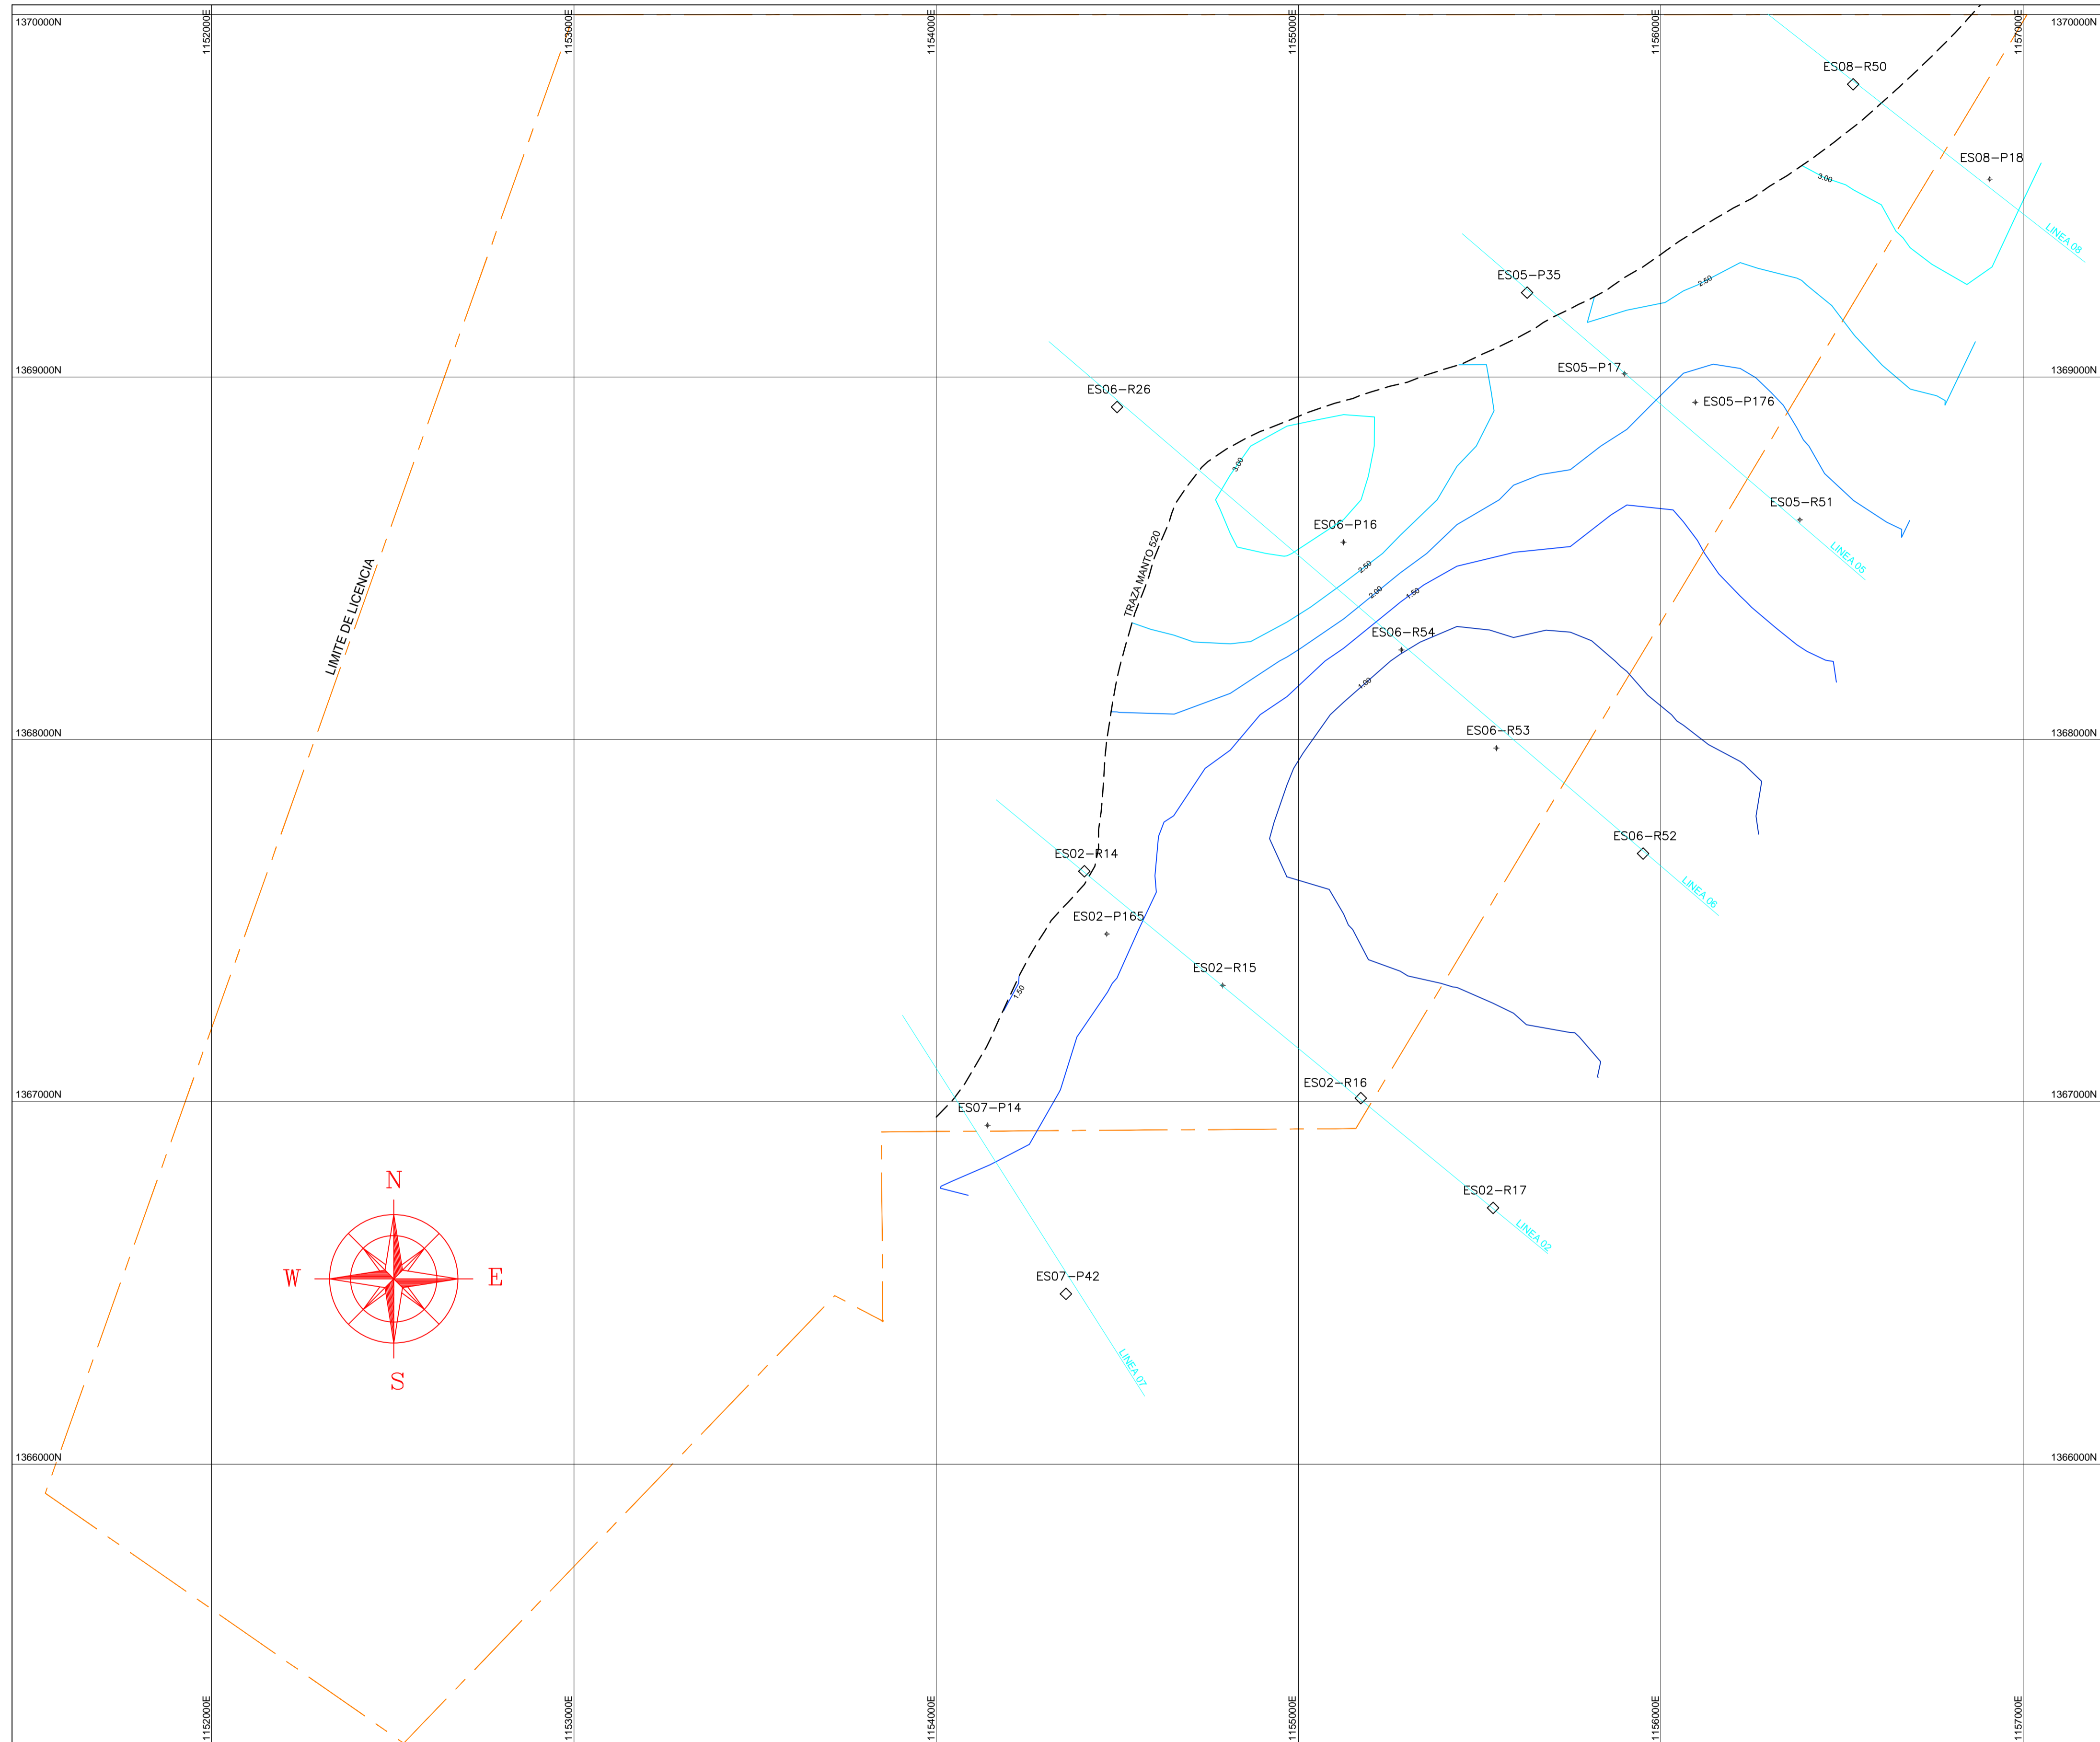 1370000N
1152000E
1153000E
1154000E
1155000E
1156000E
1157000E
1370000N
ES08-R50
ES08-P18
3.00
LINEA 08
ES05-P35
2.50
1369000N
ES05-P17
1369000N
ES06-R26
ES05-P176
3.00
ES05-R51
ES06-P16
LINEA 05
TRAZA MANTO 520
LIMITE DE LICENCIA
2.50
2.00
1.50
ES06-R54
1.00
1368000N
ES06-R53
1368000N
ES02-R14
ES06-R52
LINEA 06
ES02-P165
ES02-R15
1.50
1367000N
ES02-R16
1367000N
ES07-P14
N
ES02-R17
LINEA 02
W
E
ES07-P42
S
LINEA 07
1366000N
1366000N
1152000E
1153000E
1154000E
1155000E
1156000E
1157000E